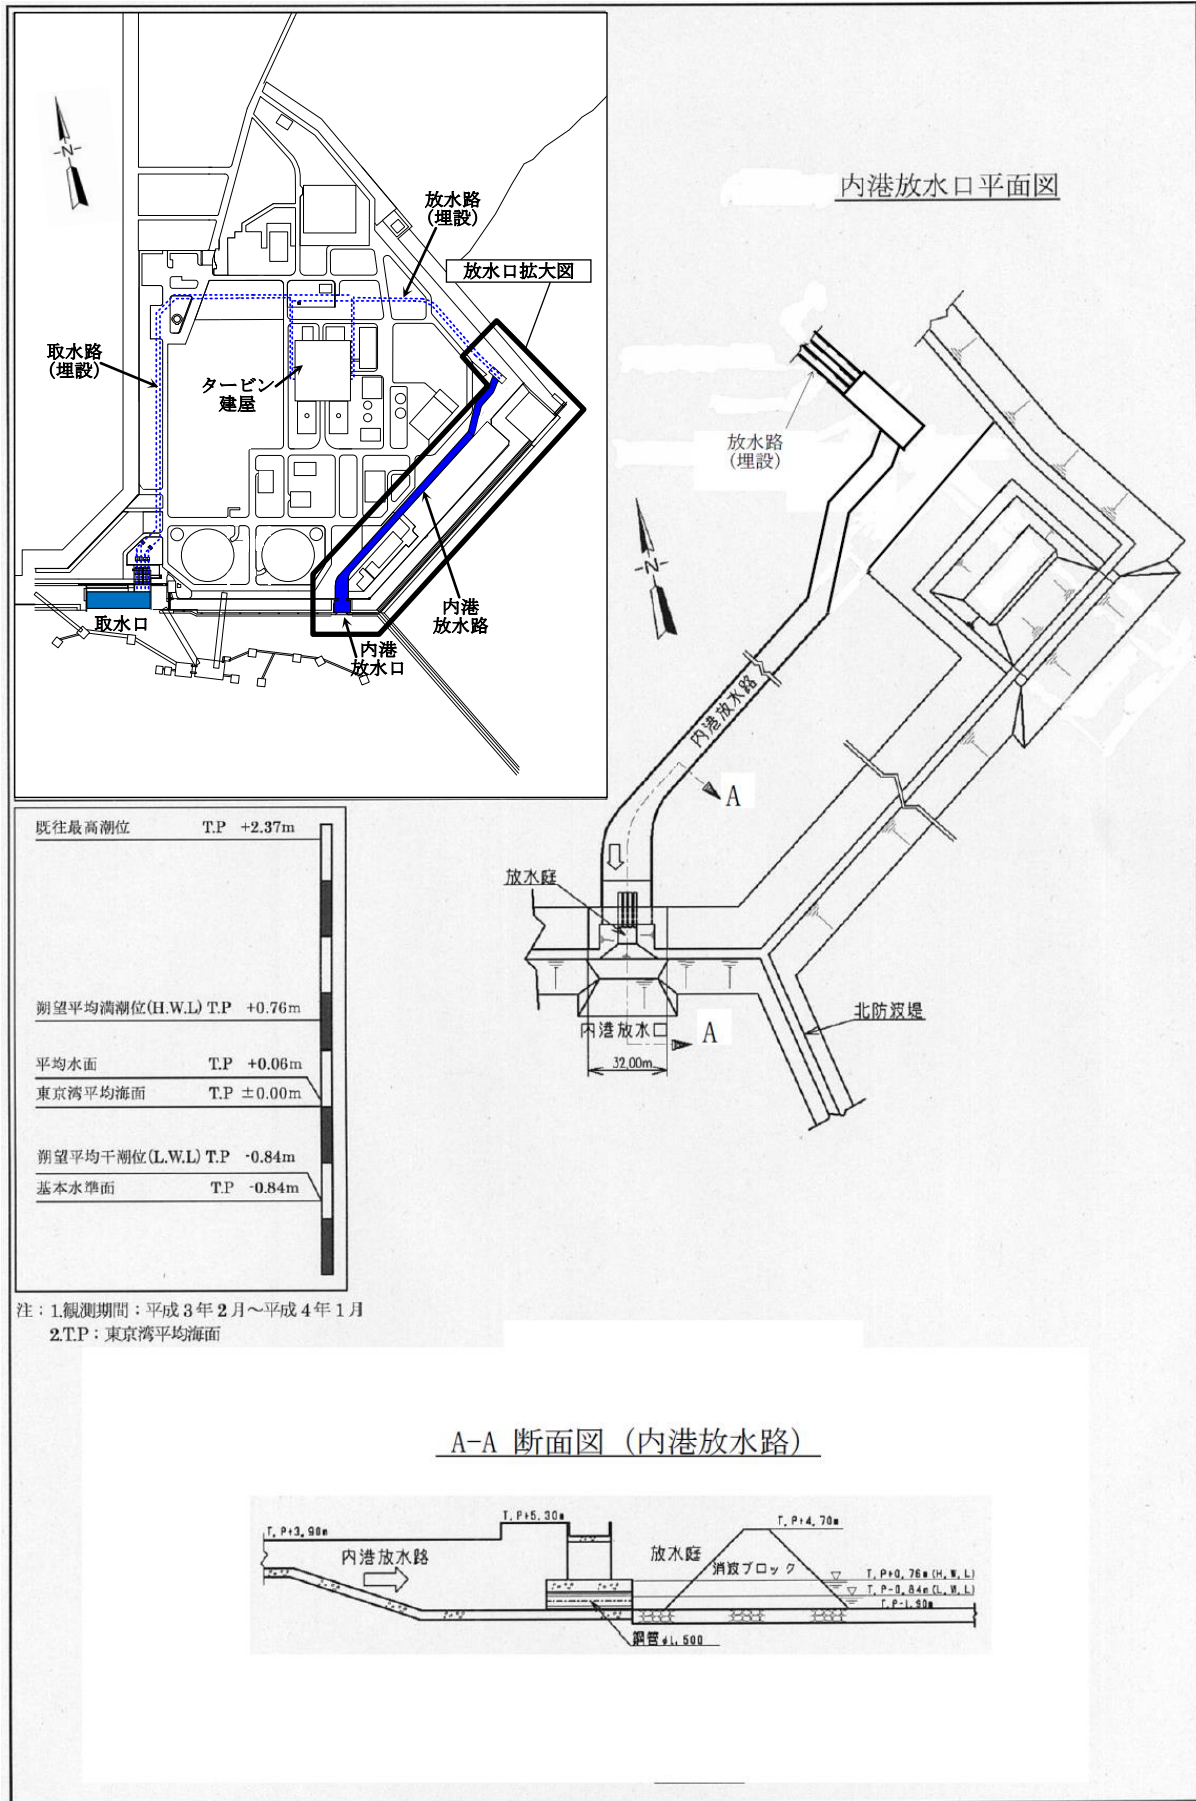 N
放水路
(埋設)
放水口拡大図
取水路
(埋設)
タービン
建屋
取水口
内港
放水路
内港
放水口
内港放水口平面図
放水路
(埋設)
N
内港放水路
A
放水庭
内港放水口
A
32.00m
北防波堤
既往最高潮位 T.P +2.37m
朔望平均満潮位(H.W.L) T.P +0.76m
平均水面 T.P +0.06m
東京湾平均海面 T.P ±0.00m
朔望平均干潮位(L.W.L) T.P -0.84m
基本水準面 T.P -0.84m
注：1.観測期間：平成3年2月～平成4年1月
2.T.P：東京湾平均海面
A-A 断面図（内港放水路）
T.P+3.90m
T.P+5.30m
T.P+4.70m
内港放水路
放水庭
消波ブロック
T.P+0.76m(H.W.L)
T.P-0.84m(L.W.L)
T.P-1.90m
鋼管φ1,500